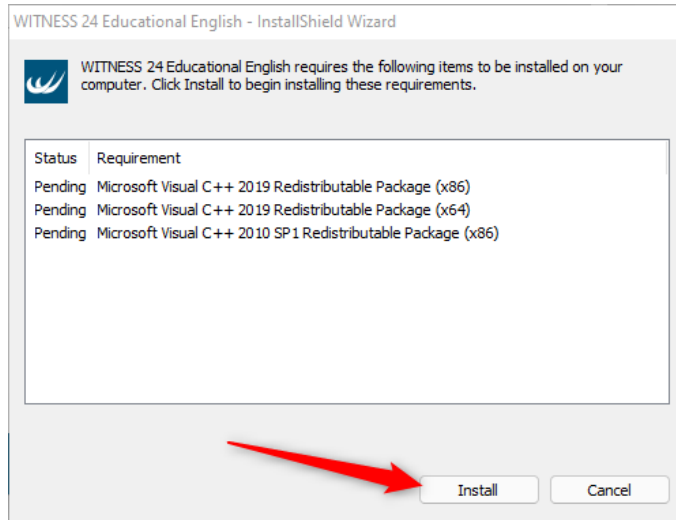 WITNESS 24 Educational English - InstallShield Wizard
WITNESS 24 Educational English requires the following items to be installed on your
computer. Click Install to begin installing these requirements.
Status Requirement
Pending Microsoft Visual C++ 2019 Redistributable Package (x86)
Pending Microsoft Visual C++ 2019 Redistributable Package (x64)
Pending Microsoft Visual C++ 2010 SP1 Redistributable Package (x86)
Install Cancel